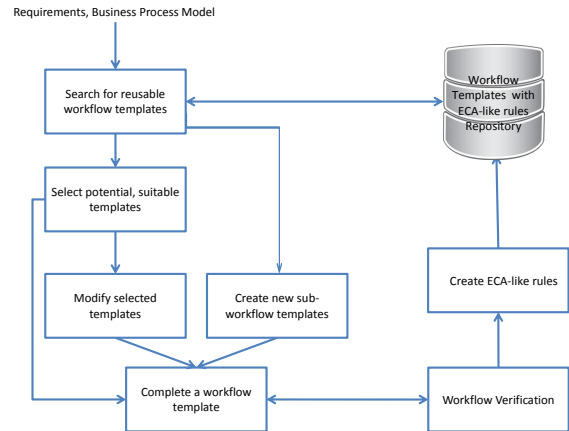 Requirements, Business Process Model
Search for reusable
workflow templates
Workflow
Templates with
ECA-like rules
Repository
Select potential, suitable
templates
Modify selected
templates
Create new sub-
workflow templates
Create ECA-like rules
Complete a workflow
template
Workflow Verification